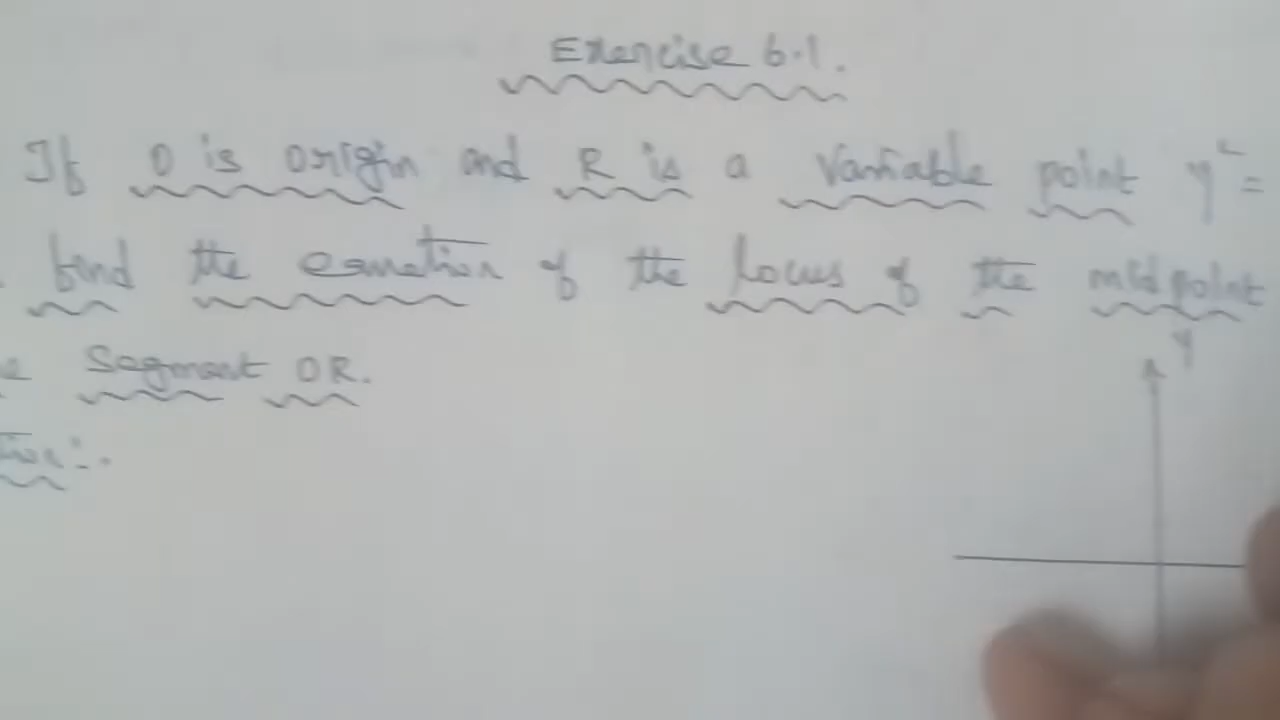 Exercise 6.1.
If O is origin and R is a variable point y² =
find the equation of the locus of the midpoint
segment OR.
y